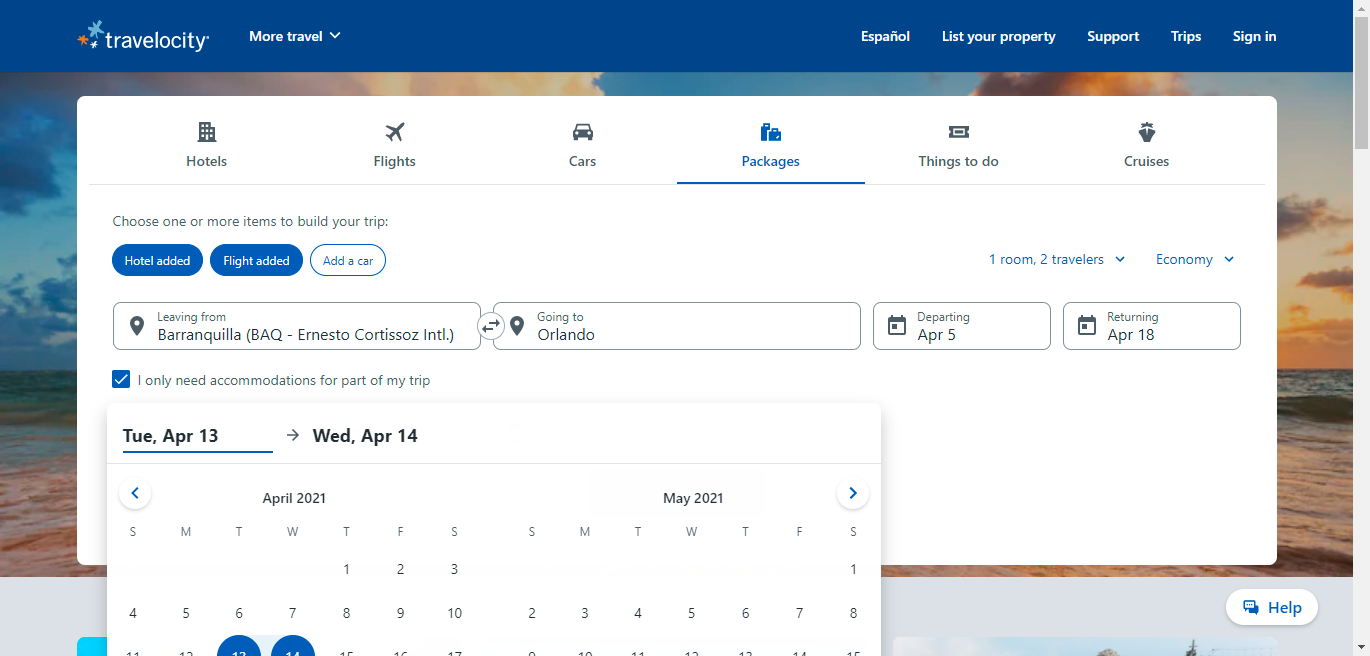 travelocity
More travel
Español
List your property
Support
Trips
Sign in
Hotels
Flights
Cars
Packages
Things to do
Cruises
Choose one or more items to build your trip:
Hotel added
Flight added
Add a car
1 room, 2 travelers
Economy
Leaving from
Barranquilla (BAQ - Ernesto Cortissoz Intl.)
Going to
Orlando
Departing
Apr 5
Returning
Apr 18
I only need accommodations for part of my trip
Tue, Apr 13
Wed, Apr 14
April 2021
S M T W T F S
1 2 3
4 5 6 7 8 9 10
11 12 13 14 15 16 17
May 2021
S M T W T F S
1
2 3 4 5 6 7 8
9 10 11 12 13 14 15
Help